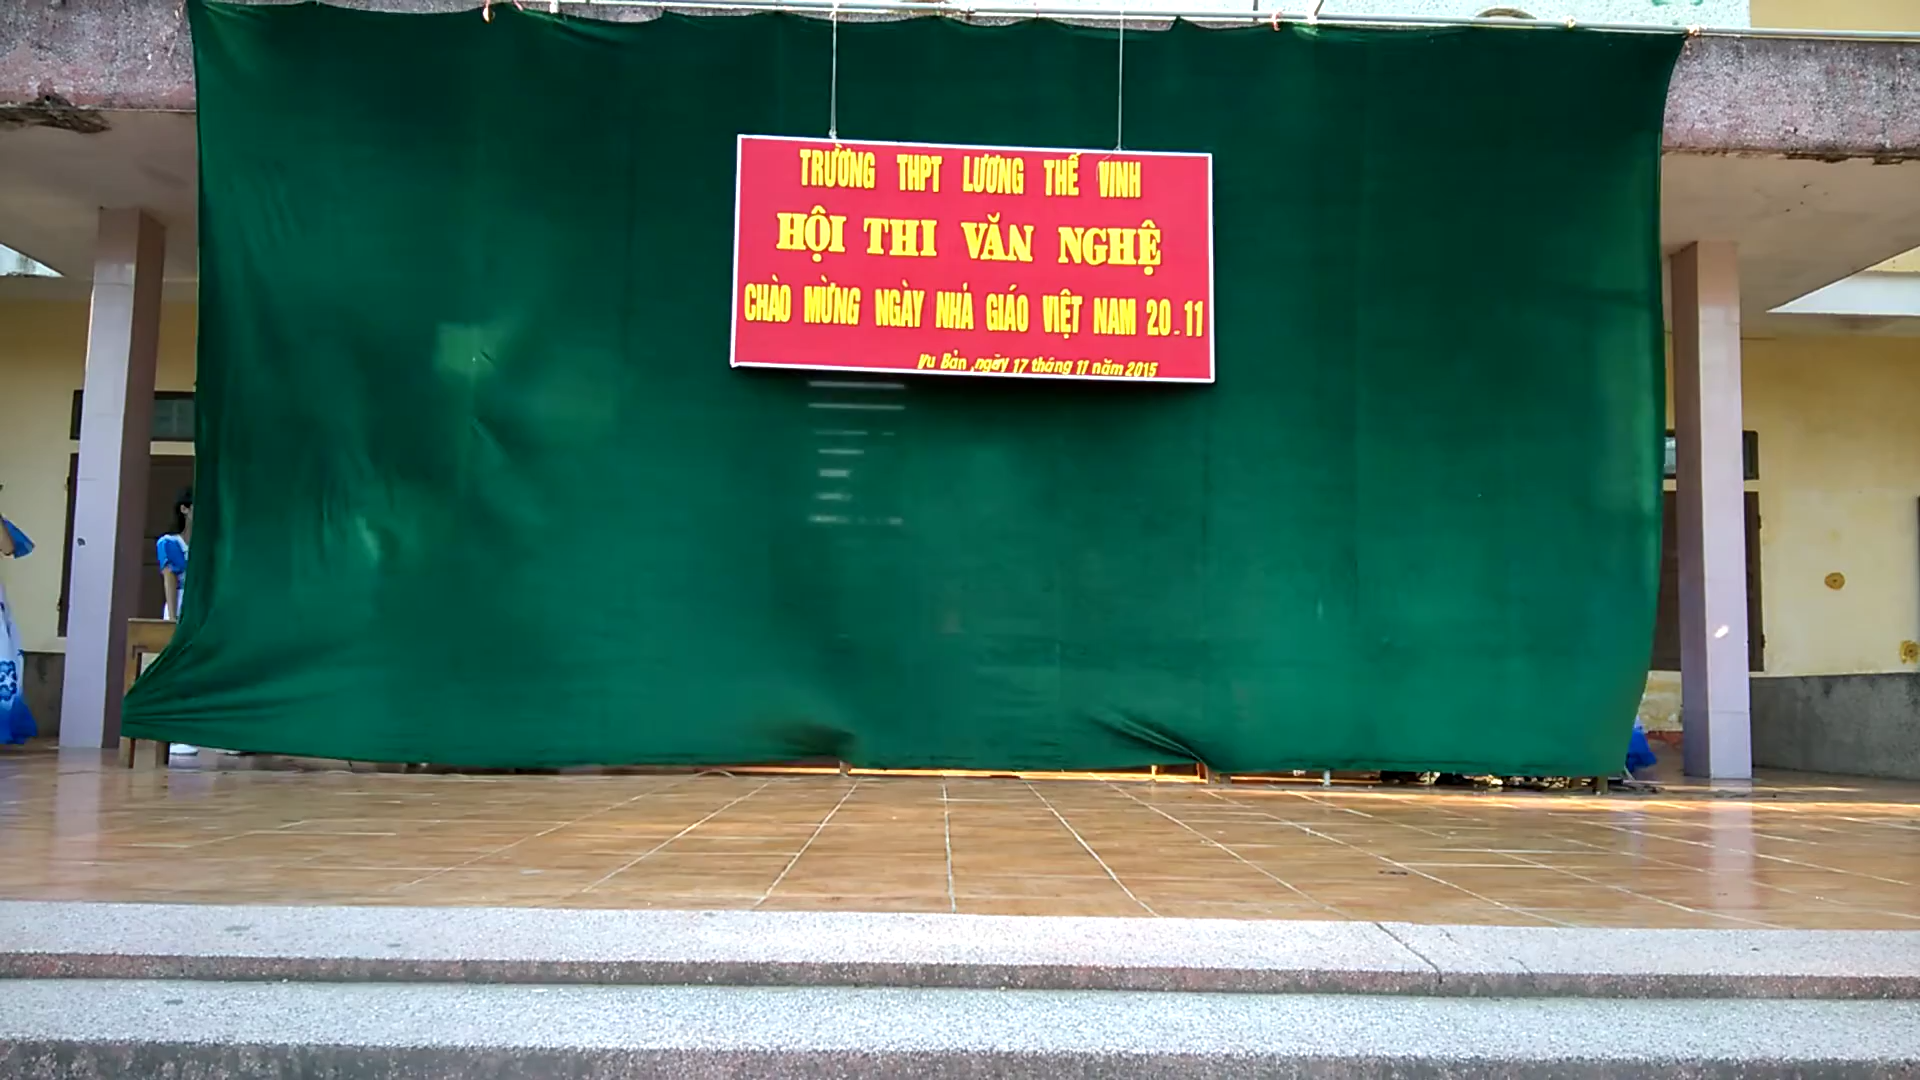 TRƯỜNG THPT LƯƠNG THẾ VINH
HỘI THI VĂN NGHỆ
CHÀO MỪNG NGÀY NHÀ GIÁO VIỆT NAM 20.11
Vu Bản, ngày 17 tháng 11 năm 2015